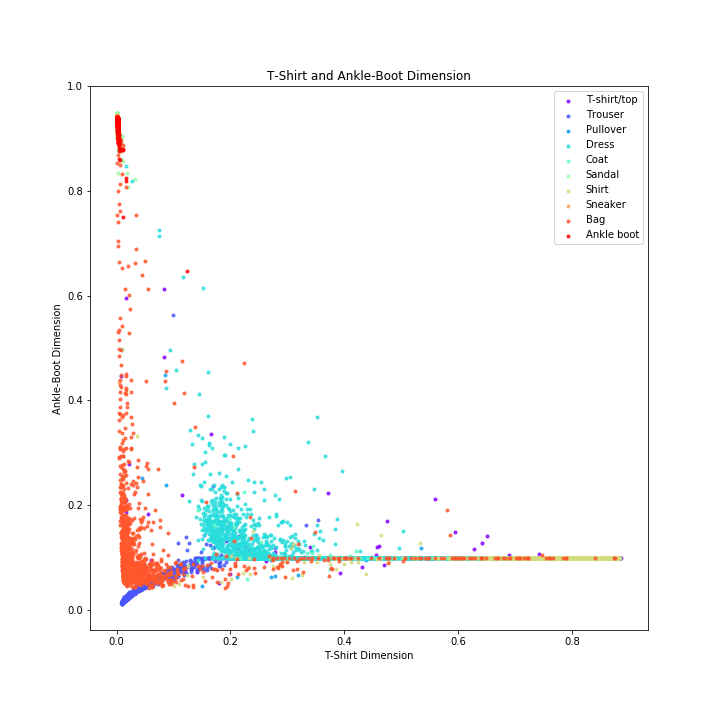 T-Shirt and Ankle-Boot Dimension
1.0
0.8
0.6
0.4
0.2
0.0
Ankle-Boot Dimension
T-shirt/top
Trouser
Pullover
Dress
Coat
Sandal
Shirt
Sneaker
Bag
Ankle boot
0.0 0.2 0.4 0.6 0.8
T-Shirt Dimension